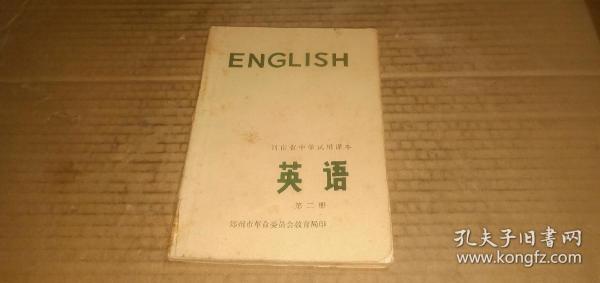 ENGLISH
河南省中学试用课本
英语
第二册
郑州市革命委员会教育局印
孔夫子旧书网
www.kongfz.com